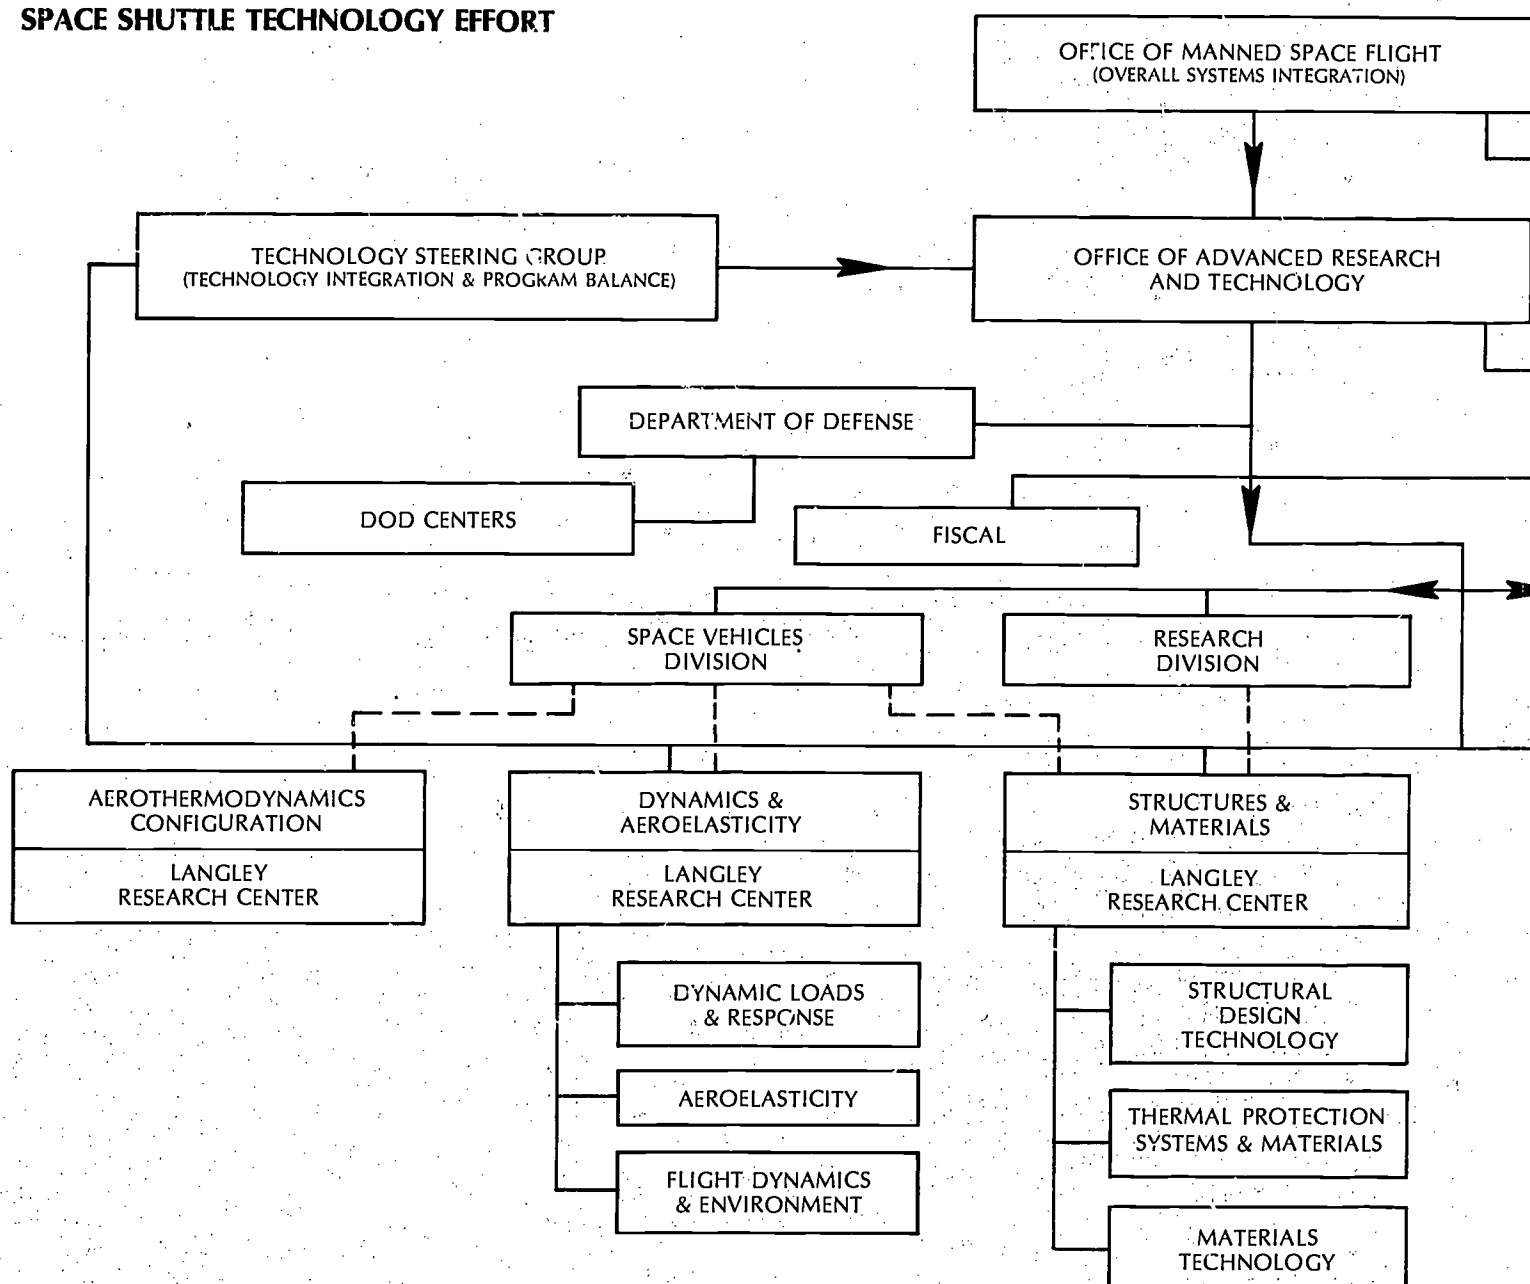 SPACE SHUTTLE TECHNOLOGY EFFORT
OFFICE OF MANNED SPACE FLIGHT
(OVERALL SYSTEMS INTEGRATION)
TECHNOLOGY STEERING GROUP
(TECHNOLOGY INTEGRATION & PROGRAM BALANCE)
OFFICE OF ADVANCED RESEARCH
AND TECHNOLOGY
DEPARTMENT OF DEFENSE
DOD CENTERS
FISCAL
SPACE VEHICLES
DIVISION
RESEARCH
DIVISION
AEROTHERMODYNAMICS
CONFIGURATION
LANGLEY
RESEARCH CENTER
DYNAMICS &
AEROELASTICITY
LANGLEY
RESEARCH CENTER
STRUCTURES &
MATERIALS
LANGLEY
RESEARCH CENTER
DYNAMIC LOADS
& RESPONSE
AEROELASTICITY
FLIGHT DYNAMICS
& ENVIRONMENT
STRUCTURAL
DESIGN
TECHNOLOGY
THERMAL PROTECTION
SYSTEMS & MATERIALS
MATERIALS
TECHNOLOGY